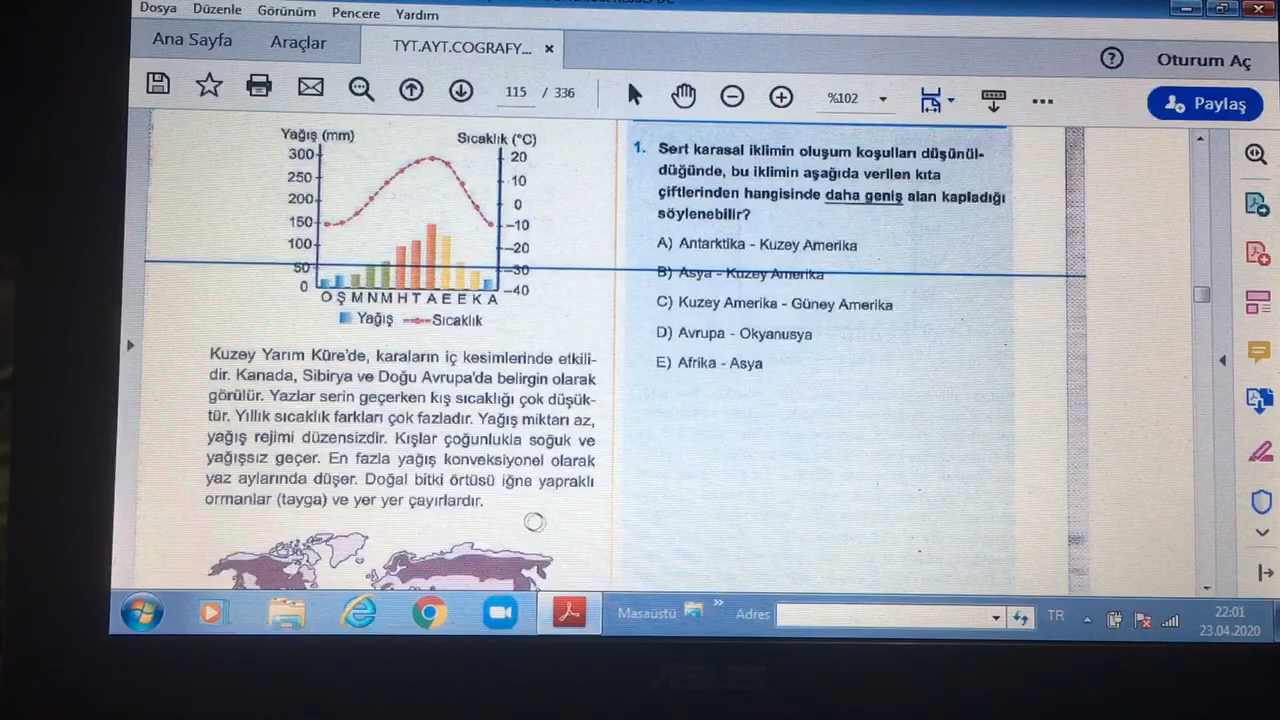 Dosya Düzenle Görünüm Pencere Yardım
Ana Sayfa Araçlar TYT.AYT.COGRAFY... × ? Oturum Aç
115 / 336 %102 Paylaş
Yağış (mm) Sıcaklık (°C)
300 20
250 10
200 0
150 -10
100 -20
50 -30
0 -40
O Ş M N M H T A E E K A
Yağış Sıcaklık
Kuzey Yarım Küre'de, karaların iç kesimlerinde etkili-
dir. Kanada, Sibirya ve Doğu Avrupa'da belirgin olarak
görülür. Yazlar serin geçerken kış sıcaklığı çok düşük-
tür. Yıllık sıcaklık farkları çok fazladır. Yağış miktarı az,
yağış rejimi düzensizdir. Kışlar çoğunlukla soğuk ve
yağışsız geçer. En fazla yağış konveksiyonel olarak
yaz aylarında düşer. Doğal bitki örtüsü iğne yapraklı
ormanlar (tayga) ve yer yer çayırlardır.
1. Sert karasal iklimin oluşum koşulları düşünül-
düğünde, bu iklimin aşağıda verilen kıta
çiftlerinden hangisinde daha geniş alan kapladığı
söylenebilir?
A) Antarktika - Kuzey Amerika
B) Asya - Kuzey Amerika
C) Kuzey Amerika - Güney Amerika
D) Avrupa - Okyanusya
E) Afrika - Asya
Masaüstü » Adres TR 22:01
23.04.2020